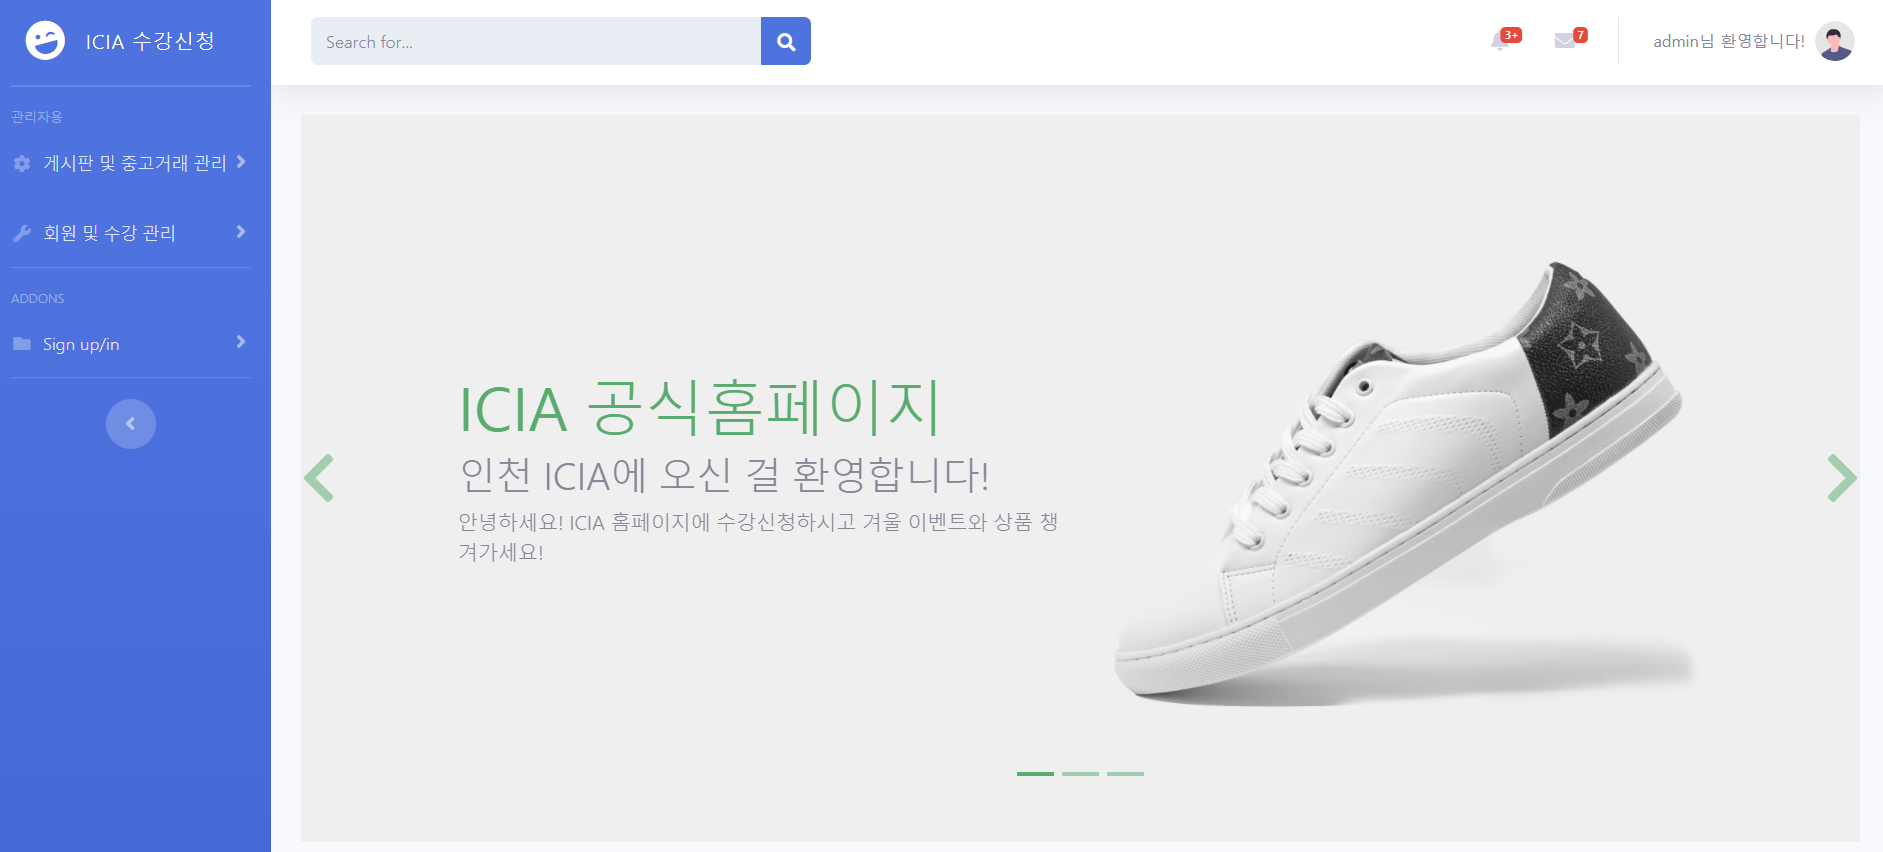 ICIA 수강신청
관리자용
게시판 및 중고거래 관리
회원 및 수강 관리
ADDONS
Sign up/in
Search for...
3+
7
admin님 환영합니다!
ICIA 공식홈페이지
인천 ICIA에 오신 걸 환영합니다!
안녕하세요! ICIA 홈페이지에 수강신청하시고 겨울 이벤트와 상품 챙
겨가세요!